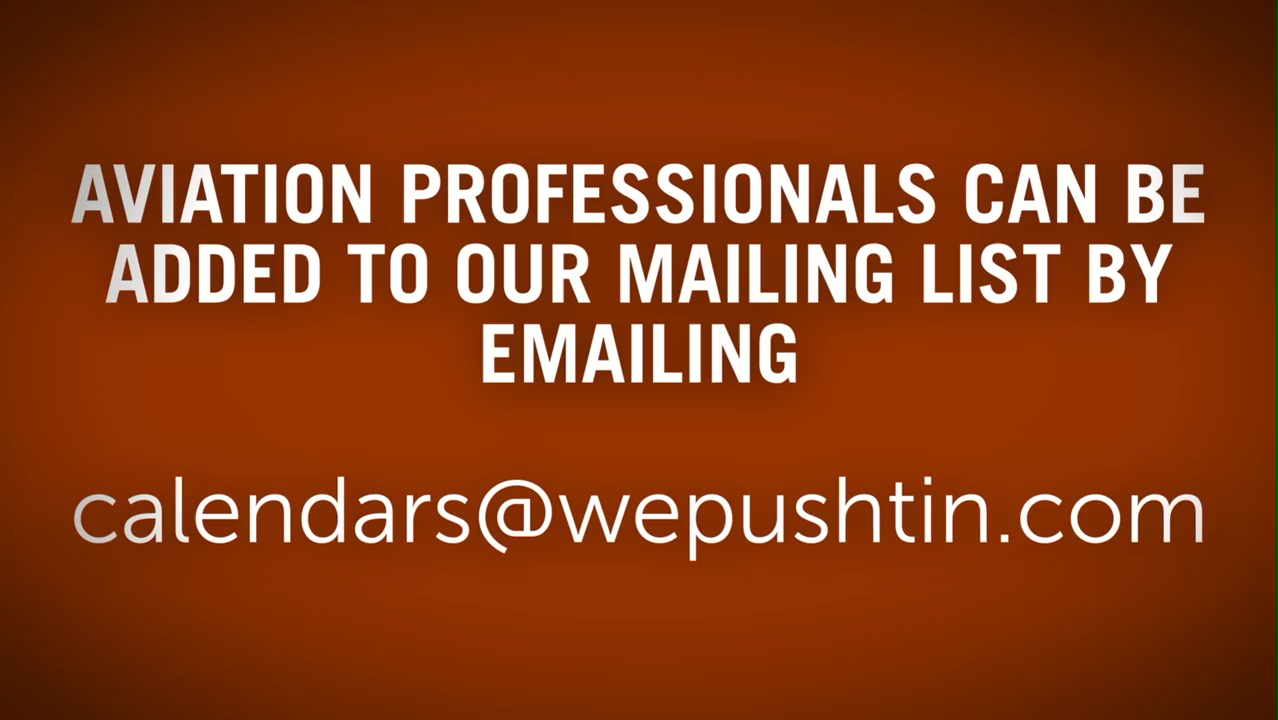 AVIATION PROFESSIONALS CAN BE
ADDED TO OUR MAILING LIST BY
EMAILING
calendars@wepushtin.com